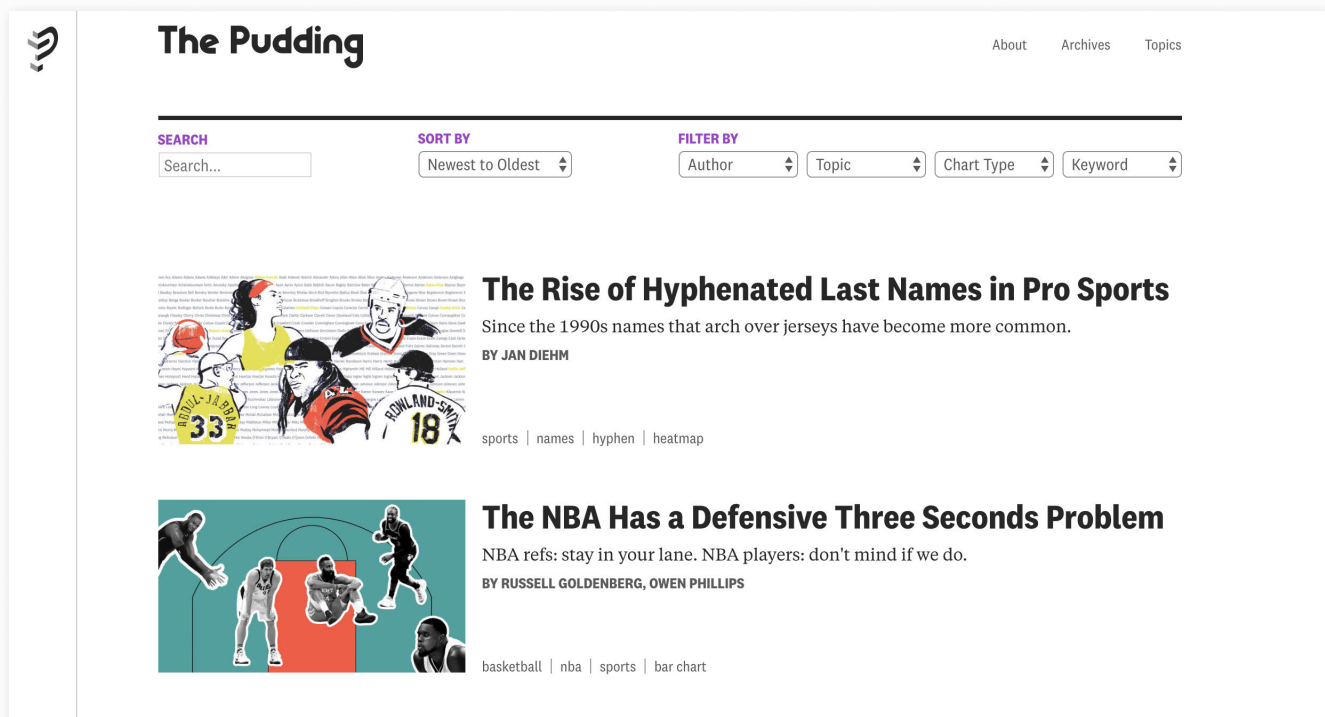 The Pudding
About Archives Topics
SEARCH
Search...
SORT BY
Newest to Oldest
FILTER BY
Author Topic Chart Type Keyword
The Rise of Hyphenated Last Names in Pro Sports
Since the 1990s names that arch over jerseys have become more common.
BY JAN DIEHM
sports | names | hyphen | heatmap
ABDUL-JABBAR
33
ROWLAND-SMITH
18
The NBA Has a Defensive Three Seconds Problem
NBA refs: stay in your lane. NBA players: don't mind if we do.
BY RUSSELL GOLDENBERG, OWEN PHILLIPS
basketball | nba | sports | bar chart